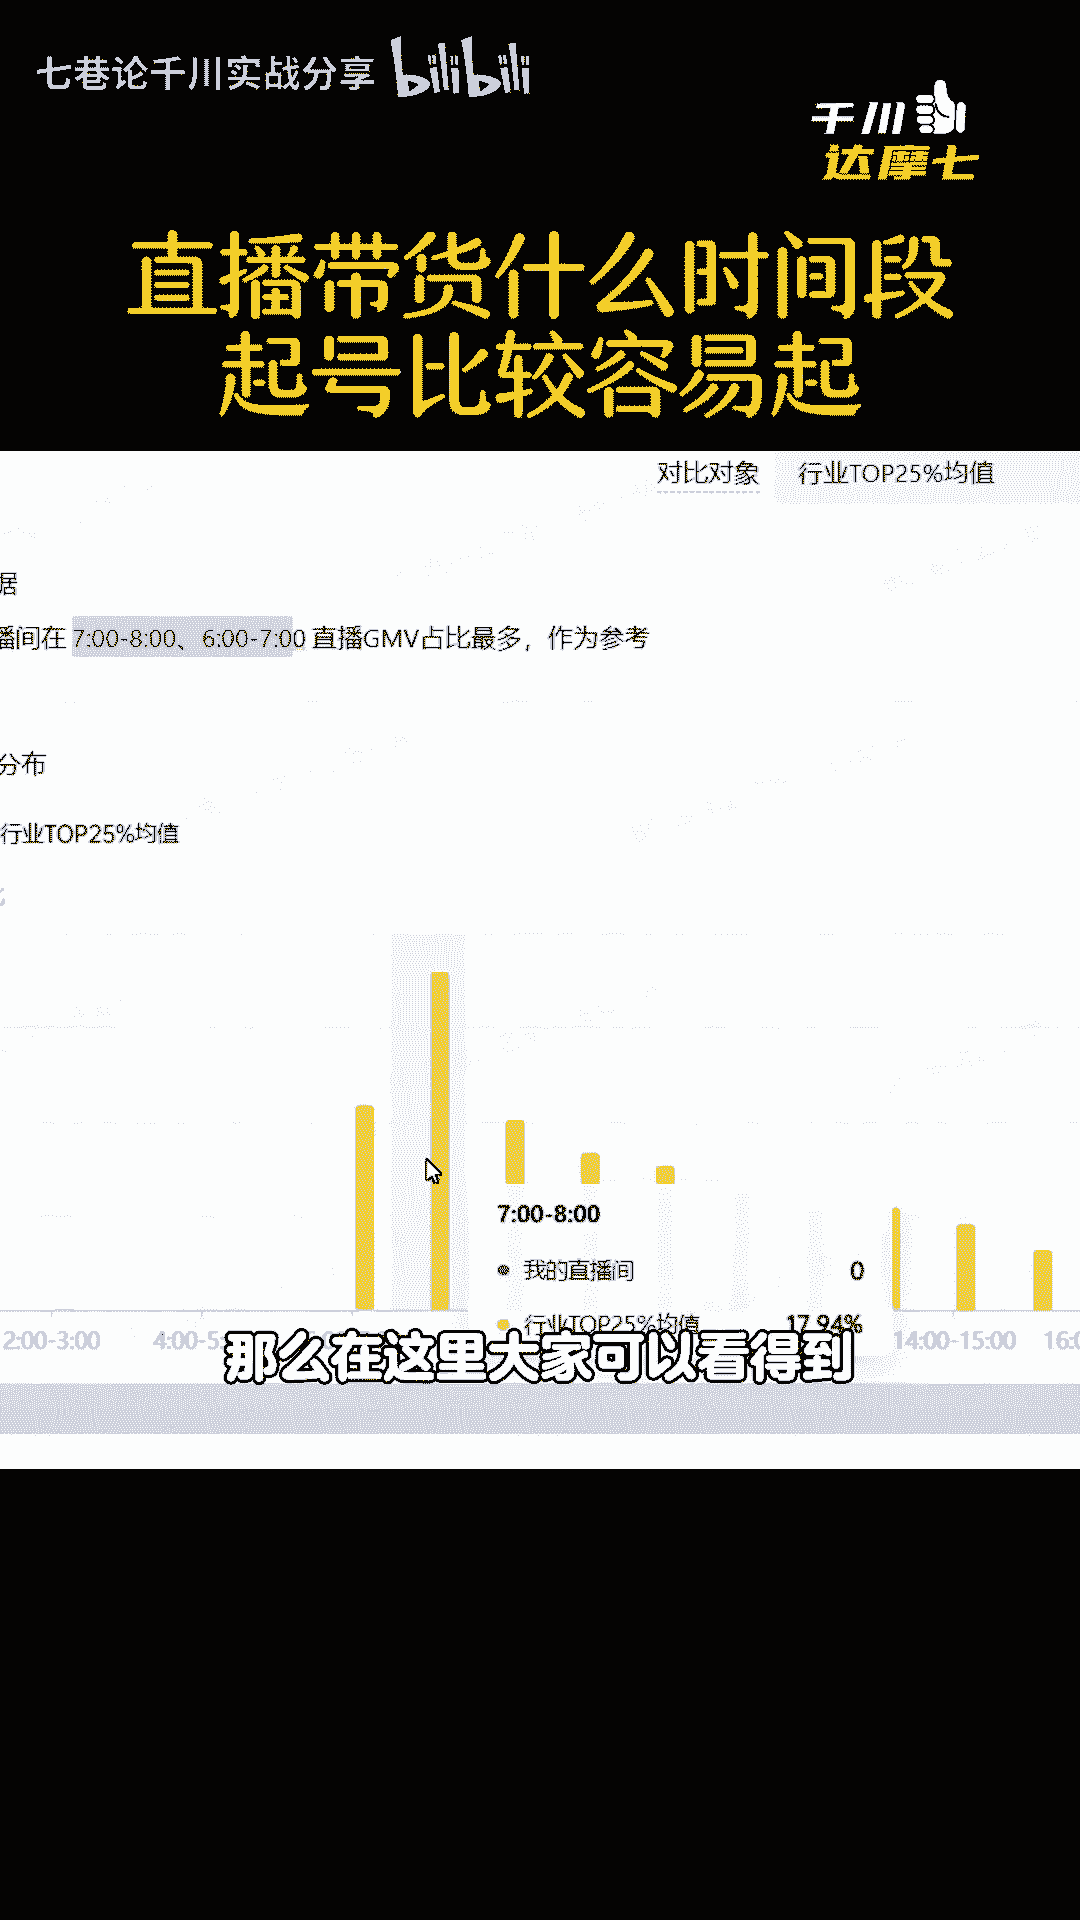 七巷论千川实战分享 bilibili
千川
达摩七
直播带货什么时间段
起号比较容易起
对比对象 行业TOP25%均值
据
播间在 7:00-8:00、6:00-7:00 直播GMV占比最多，作为参考
分布
行业TOP25%均值
7:00-8:00
我的直播间 0
行业TOP25%均值 17.94%
2:00-3:00 4:00-5: 14:00-15:00 16:0
那么在这里大家可以看得到